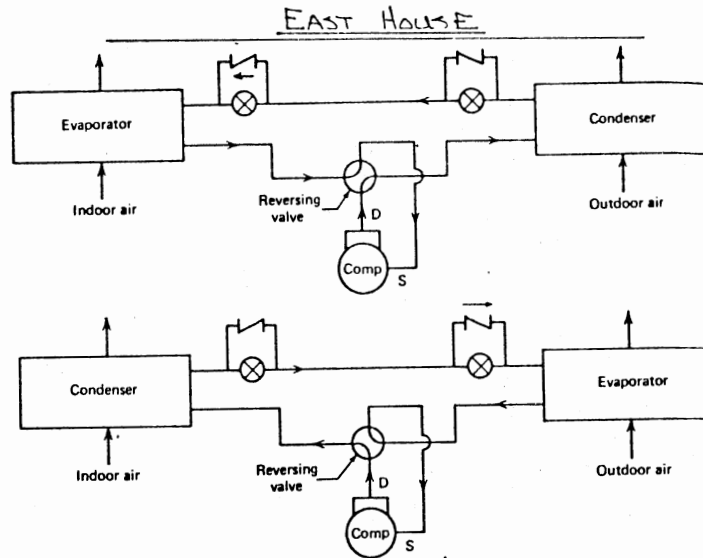 EAST HOUSE
Evaporator
Condenser
Indoor air
Reversing
valve
D
Outdoor air
Comp
S
Condenser
Evaporator
Indoor air
Reversing
valve
D
Outdoor air
Comp
S